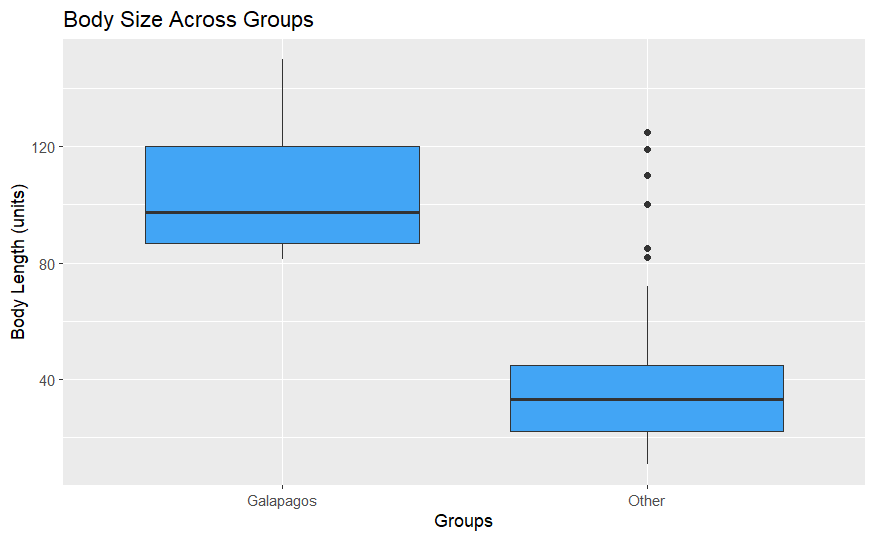 Body Size Across Groups
Body Length (units)
120
80
40
Galapagos
Other
Groups